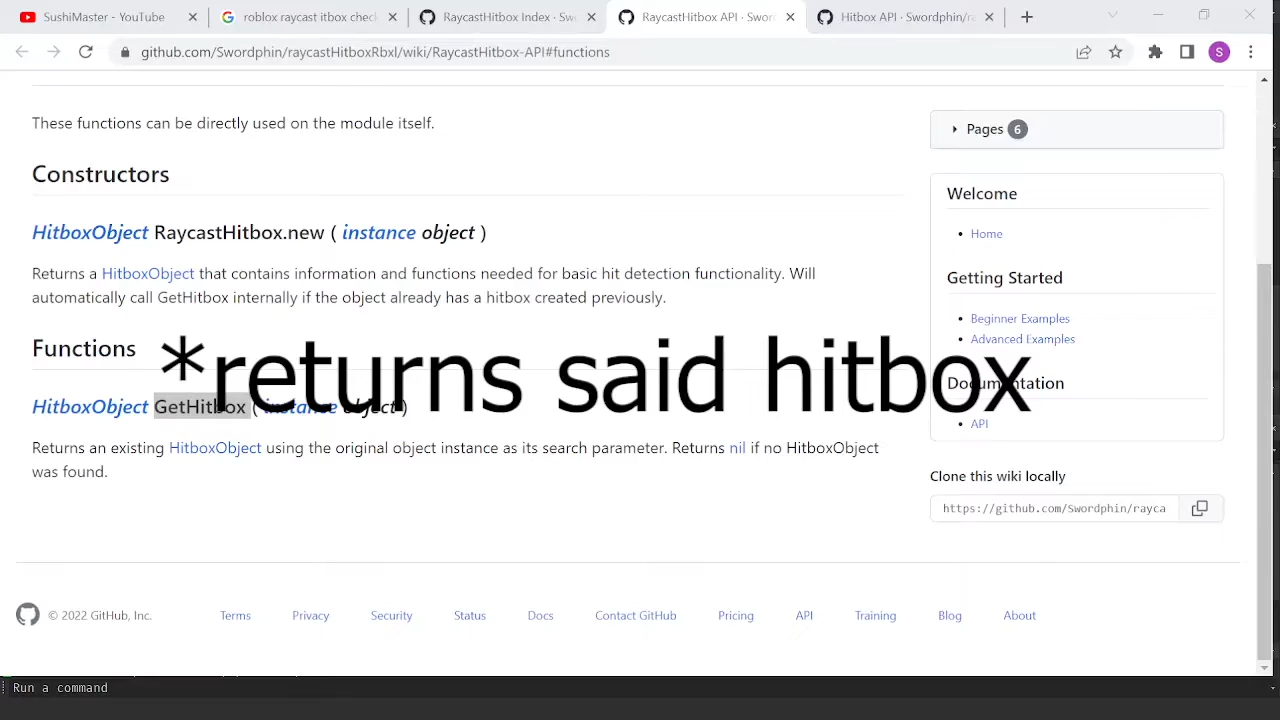 SushiMaster - YouTube
roblox raycast itbox chec
RaycastHitbox Index · Sw
RaycastHitbox API · Swor
Hitbox API · Swordphin/ra
github.com/Swordphin/raycastHitboxRbxl/wiki/RaycastHitbox-API#functions
S
These functions can be directly used on the module itself.
Constructors
HitboxObject RaycastHitbox.new ( instance object )
Returns a HitboxObject that contains information and functions needed for basic hit detection functionality. Will
automatically call GetHitbox internally if the object already has a hitbox created previously.
Functions
*returns said hitbox
HitboxObject GetHitbox ( instance object )
Returns an existing HitboxObject using the original object instance as its search parameter. Returns nil if no HitboxObject
was found.
Pages 6
Welcome
Home
Getting Started
Beginner Examples
Advanced Examples
Documentation
API
Clone this wiki locally
https://github.com/Swordphin/rayca
© 2022 GitHub, Inc.
Terms
Privacy
Security
Status
Docs
Contact GitHub
Pricing
API
Training
Blog
About
Run a command